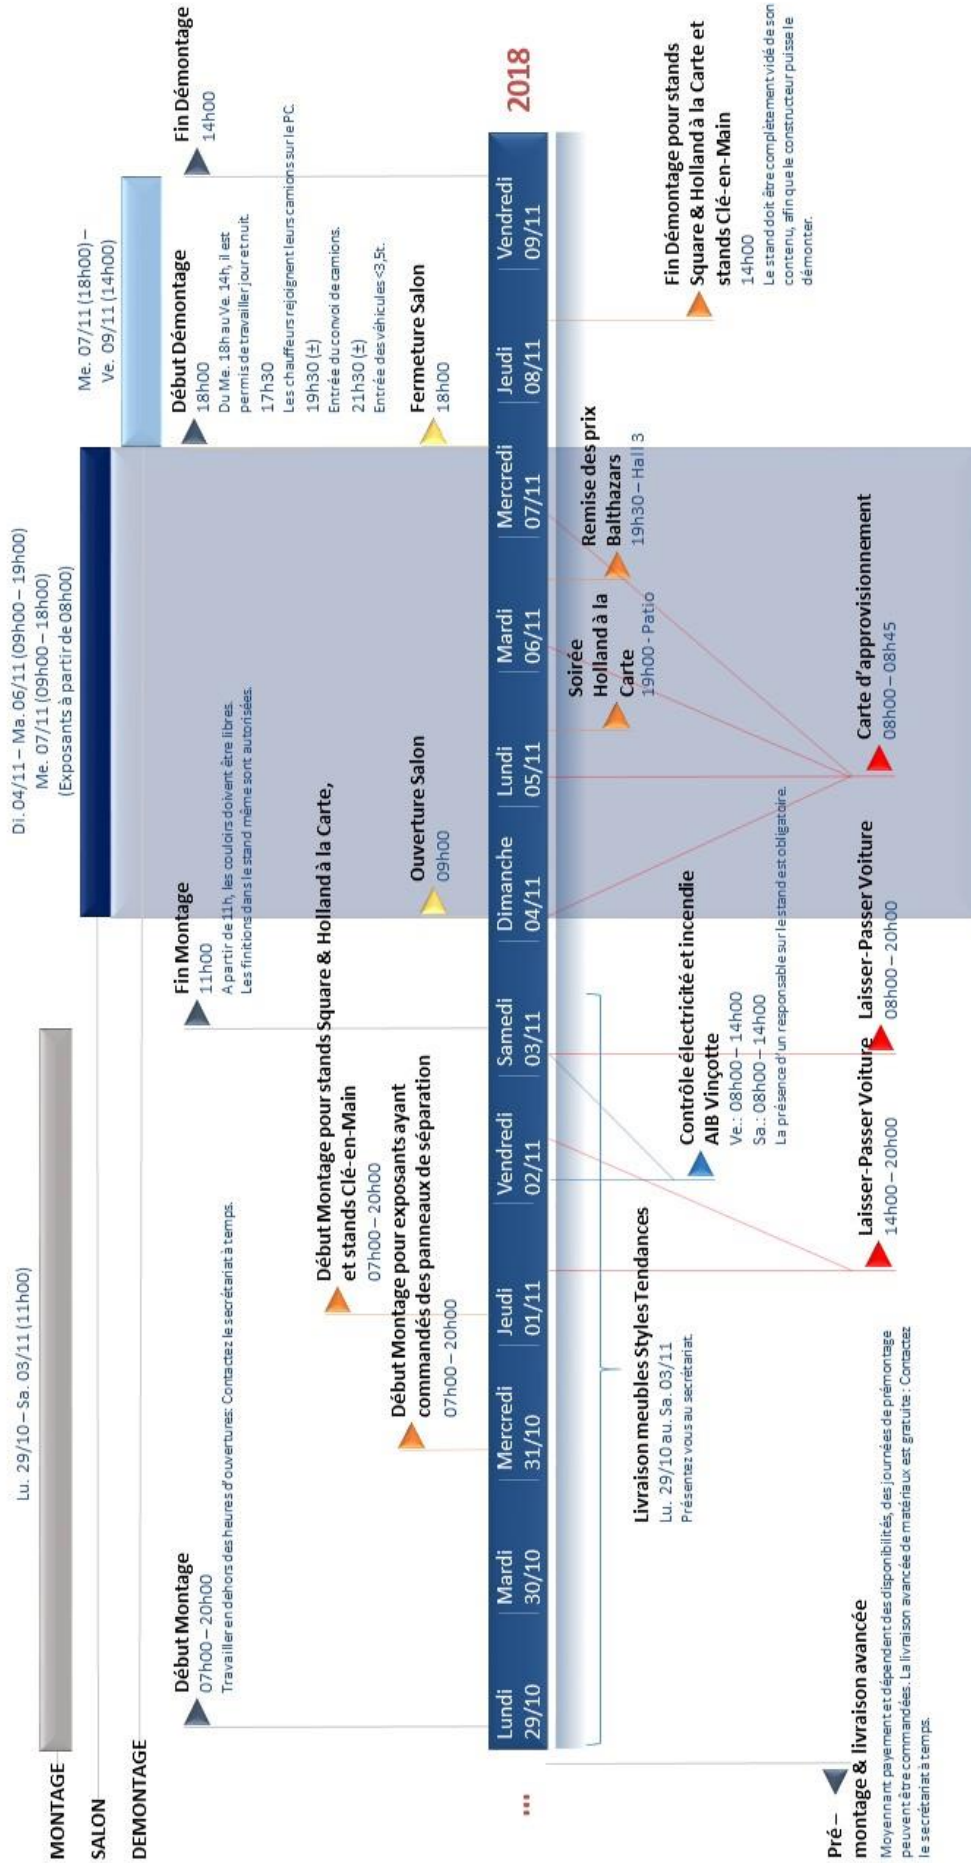 Lu. 29/10 – Sa. 03/11 (11h00)
Di. 04/11 – Ma. 06/11 (09h00 – 19h00)
Me. 07/11 (09h00 – 18h00)
(Exposants à partir de 08h00)
Me. 07/11 (18h00) –
Ve. 09/11 (14h00)
MONTAGE
SALON
DEMONTAGE
Début Montage
07h00 – 20h00
Travailler en dehors des heures d'ouvertures: Contactez le secrétariat à temps.
Fin Montage
11h00
A partir de 11h, les couloirs doivent être libres.
Les finitions dans le stand même sont autorisées.
Début Démontage
18h00
Du Me. 18h au Ve. 14h, il est
permis de travailler jour et nuit.
17h30
Les chauffeurs rejoignent leurs camions sur le PC.
19h30 (±)
Entrée du convoi de camions.
21h30 (±)
Entrée des véhicules <3,5t.
Fin Démontage
14h00
Début Montage pour stands Square & Holland à la Carte,
et stands Clé-en-Main
07h00 – 20h00
Début Montage pour exposants ayant
commandés des panneaux de séparation
07h00 – 20h00
Ouverture Salon
09h00
Fermeture Salon
18h00
...
Lundi
29/10
Mardi
30/10
Mercredi
31/10
Jeudi
01/11
Vendredi
02/11
Samedi
03/11
Dimanche
04/11
Lundi
05/11
Mardi
06/11
Mercredi
07/11
Jeudi
08/11
Vendredi
09/11
2018
Soirée
Holland à la
Carte
19h00 - Patio
Remise des prix
Balthazars
19h30 – Hall 3
Livraison meubles Styles Tendances
Lu. 29/10 au. Sa. 03/11
Présentez vous au secrétariat.
Contrôle électricité et incendie
AIB Vinçotte
Ve.: 08h00 – 14h00
Sa.: 08h00 – 14h00
La présence d'un responsable sur le stand est obligatoire.
Fin Démontage pour stands
Square & Holland à la Carte et
stands Clé-en-Main
14h00
Le stand doit être complètement vidé de son
contenu, afin que le constructeur puisse le
démonter.
Pré –
montage & livraison avancée
Moyennant payement et dépendent des disponibilités, des journées de prémontage
peuvent être commandées. La livraison avancée de matériaux est gratuite : Contactez
le secrétariat à temps.
Laisser-Passer Voiture
14h00 – 20h00
Laisser-Passer Voiture
08h00 – 20h00
Carte d'approvisionnement
08h00 – 08h45